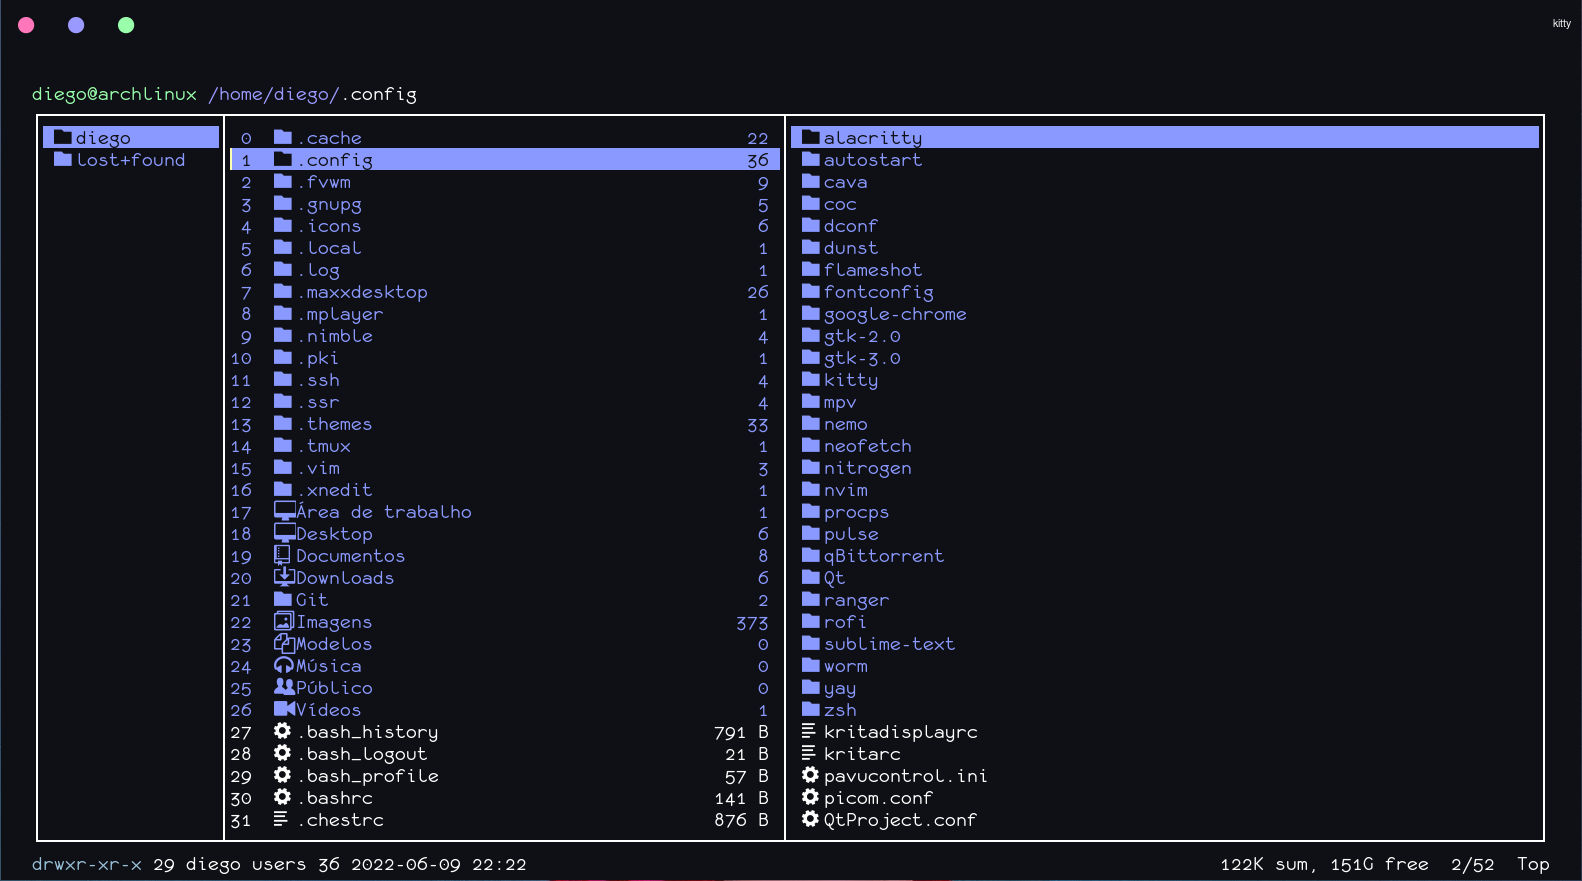 kitty
diego@archlinux /home/diego/.config
diego 0 .cache 22 alacritty
lost+found 1 .config 36 autostart
2 .fvwm 9 cava
3 .gnupg 5 coc
4 .icons 6 dconf
5 .local 1 dunst
6 .log 1 flameshot
7 .maxxdesktop 26 fontconfig
8 .mplayer 1 google-chrome
9 .nimble 4 gtk-2.0
10 .pki 1 gtk-3.0
11 .ssh 4 kitty
12 .ssr 4 mpv
13 .themes 33 nemo
14 .tmux 1 neofetch
15 .vim 3 nitrogen
16 .xnedit 1 nvim
17 Área de trabalho 1 procps
18 Desktop 6 pulse
19 Documentos 8 qBittorrent
20 Downloads 6 Qt
21 Git 2 ranger
22 Imagens 373 rofi
23 Modelos 0 sublime-text
24 Música 0 worm
25 Público 0 yay
26 Vídeos 1 zsh
27 .bash_history 791 B kritadisplayrc
28 .bash_logout 21 B kritarc
29 .bash_profile 57 B pavucontrol.ini
30 .bashrc 141 B picom.conf
31 .chestrc 876 B QtProject.conf
drwxr-xr-x 29 diego users 36 2022-06-09 22:22 122K sum, 151G free 2/52 Top